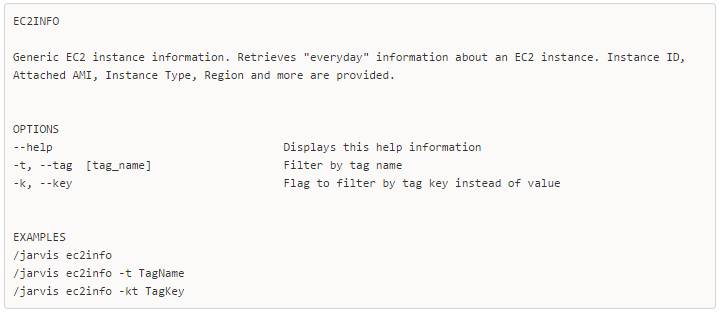 EC2INFO
Generic EC2 instance information. Retrieves "everyday" information about an EC2 instance. Instance ID,
Attached AMI, Instance Type, Region and more are provided.
OPTIONS
--help                                   Displays this help information
-t, --tag  [tag_name]                    Filter by tag name
-k, --key                                Flag to filter by tag key instead of value
EXAMPLES
/jarvis ec2info
/jarvis ec2info -t TagName
/jarvis ec2info -kt TagKey